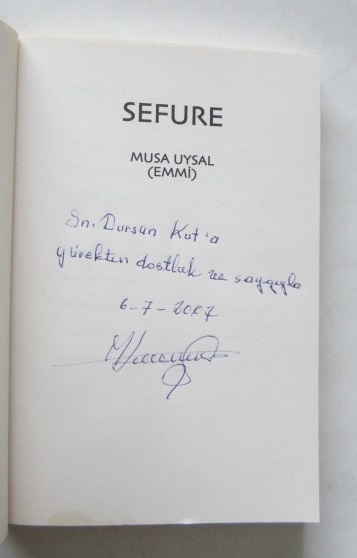 SEFURE
MUSA UYSAL
(EMMİ)
Sn. Dursun Kut'a
yürekten dostluk ve saygıyla
6-7-2007